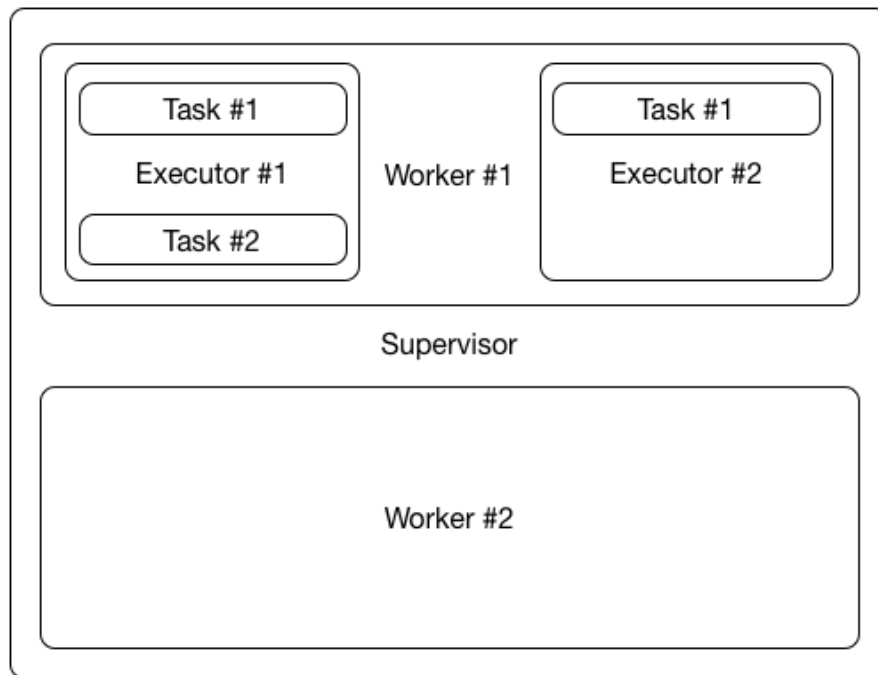 Task #1
Executor #1
Task #2
Worker #1
Task #1
Executor #2
Supervisor
Worker #2